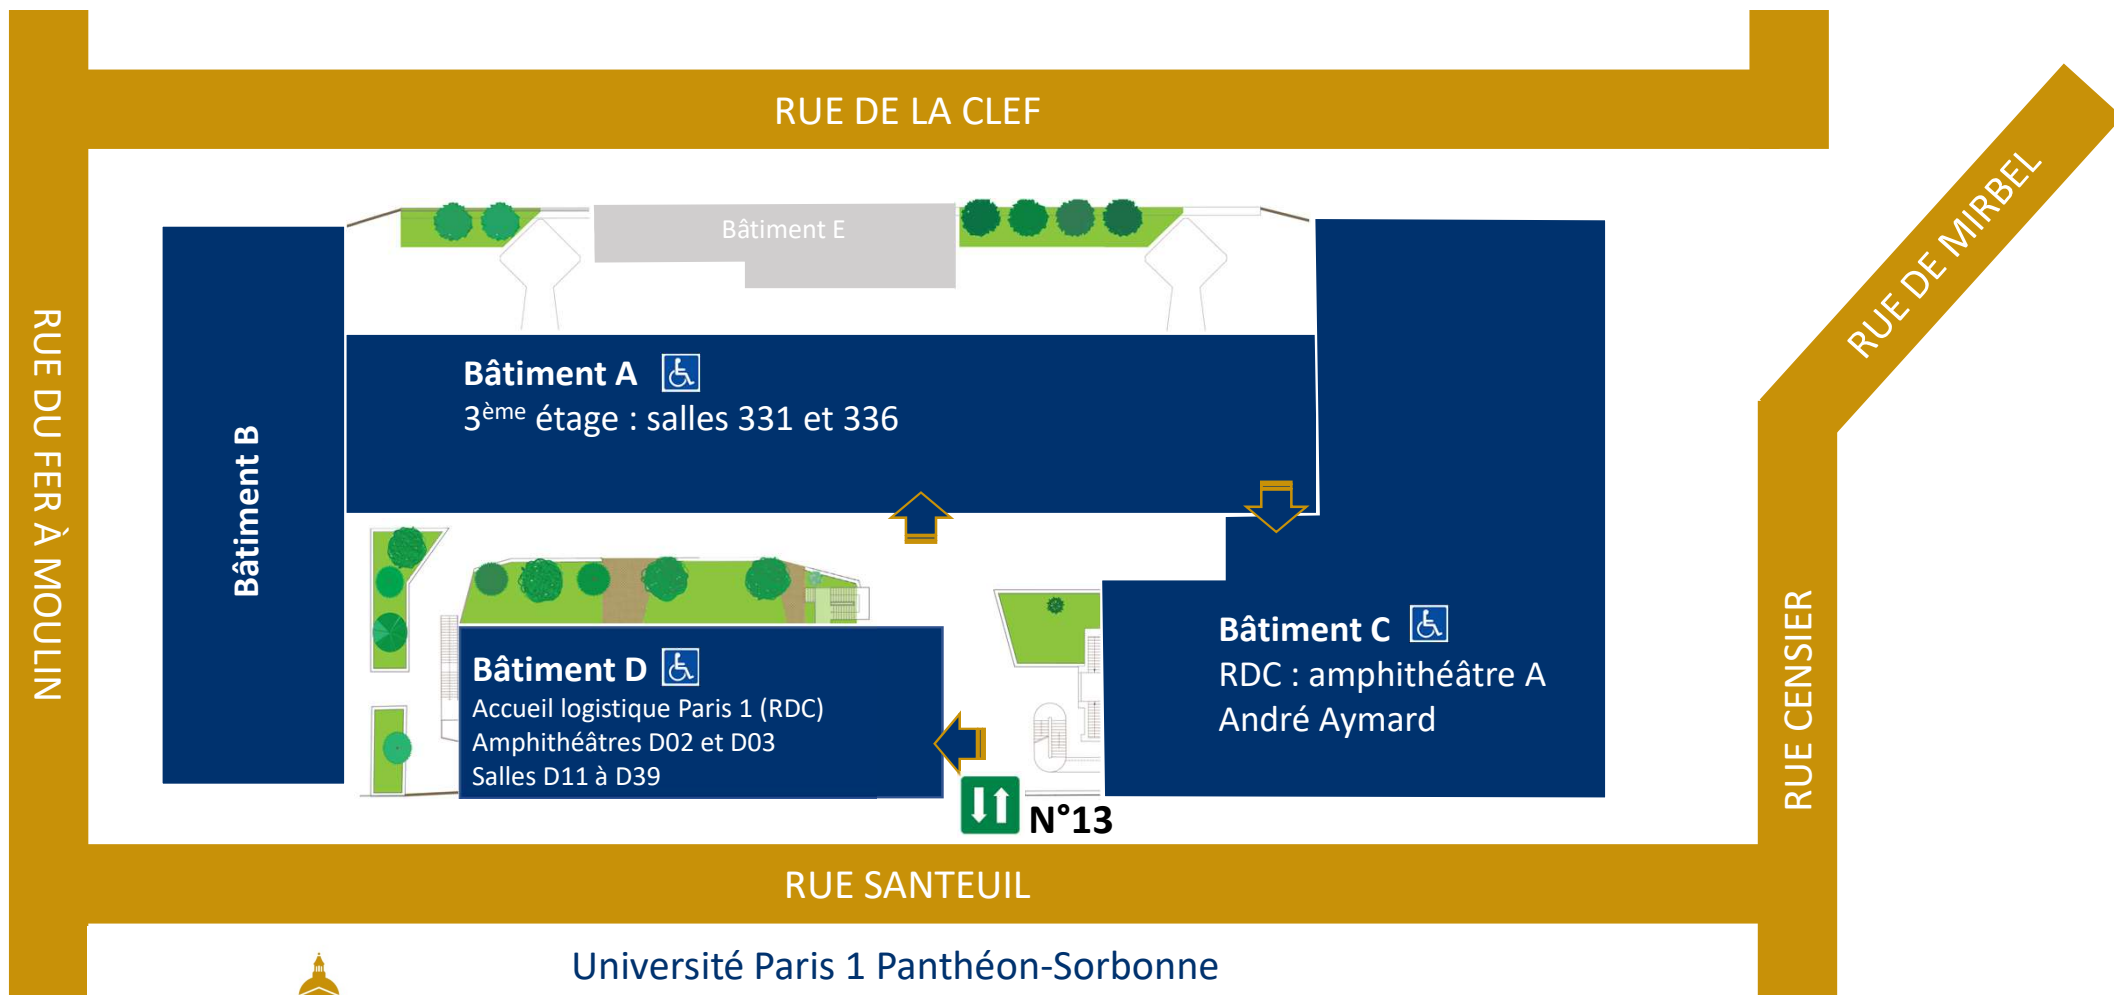 RUE DE LA CLEF
RUE DE MIRBEL
Bâtiment E
RUE DU FER À MOULIN
Bâtiment B
Bâtiment A
3ème étage : salles 331 et 336
Bâtiment D
Accueil logistique Paris 1 (RDC)
Amphithéâtres D02 et D03
Salles D11 à D39
Bâtiment C
RDC : amphithéâtre A
André Aymard
RUE CENSIER
N°13
RUE SANTEUIL
Université Paris 1 Panthéon-Sorbonne